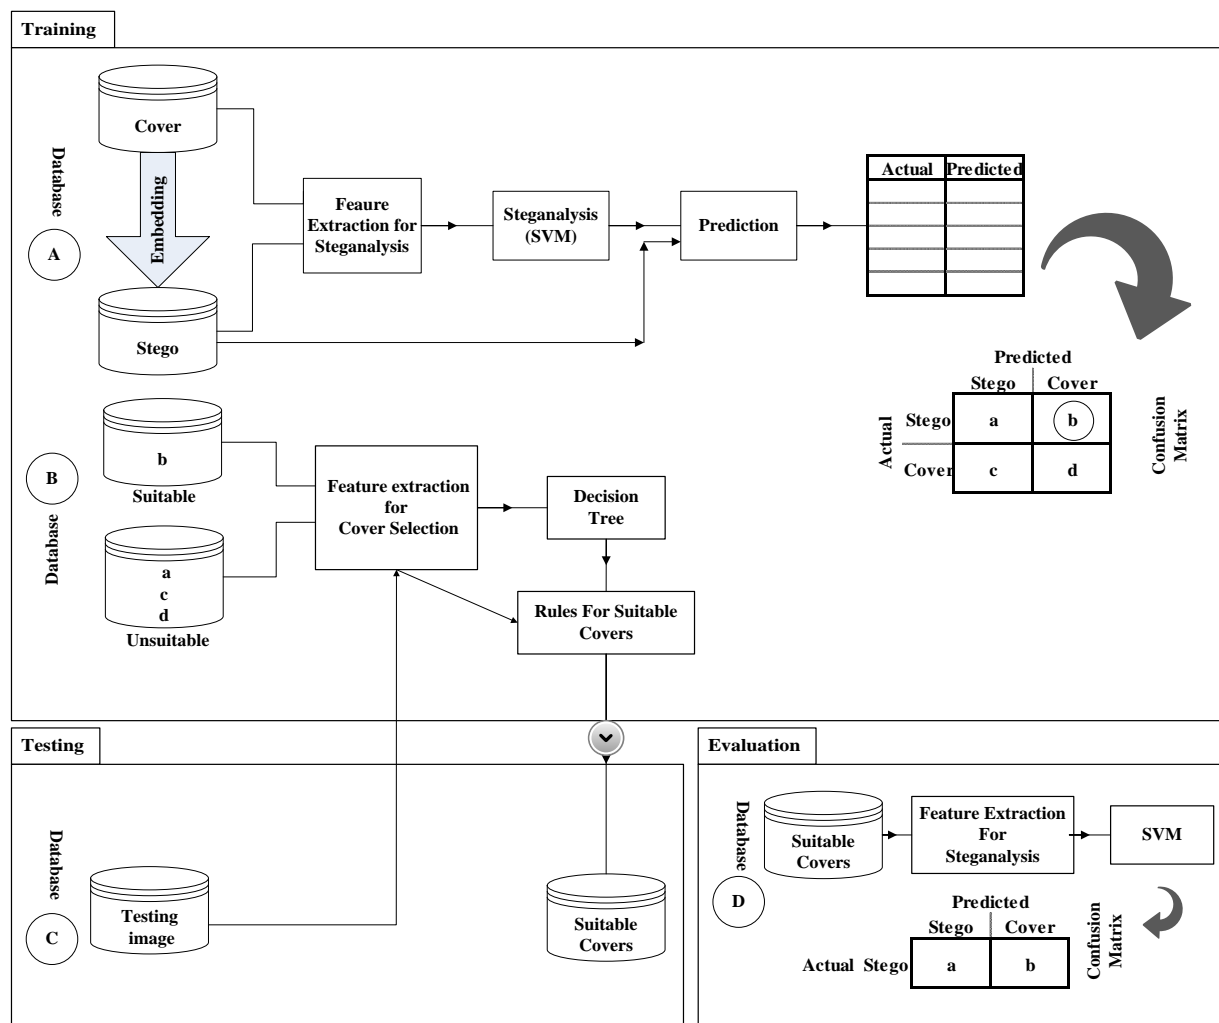 Training
Cover
Database
A
Embedding
Stego
Feaure
Extraction for
Steganalysis
Steganalysis
(SVM)
Prediction
Actual Predicted
Predicted
Stego Cover
Actual
Stego a b
Cover c d
Confusion
Matrix
B
Database
b
Suitable
a
c
d
Unsuitable
Feature extraction
for
Cover Selection
Decision
Tree
Rules For Suitable
Covers
Testing
Database
C
Testing
image
Suitable
Covers
Evaluation
Database
D
Suitable
Covers
Feature Extraction
For
Steganalysis
SVM
Predicted
Stego Cover
Actual Stego a b
Confusion
Matrix